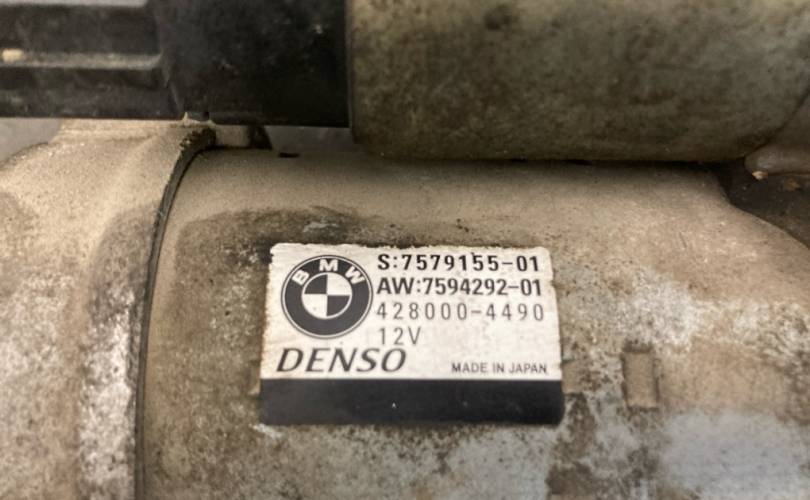 BMW
S:7579155-01
AW:7594292-01
428000-4490
12V
DENSO
MADE IN JAPAN